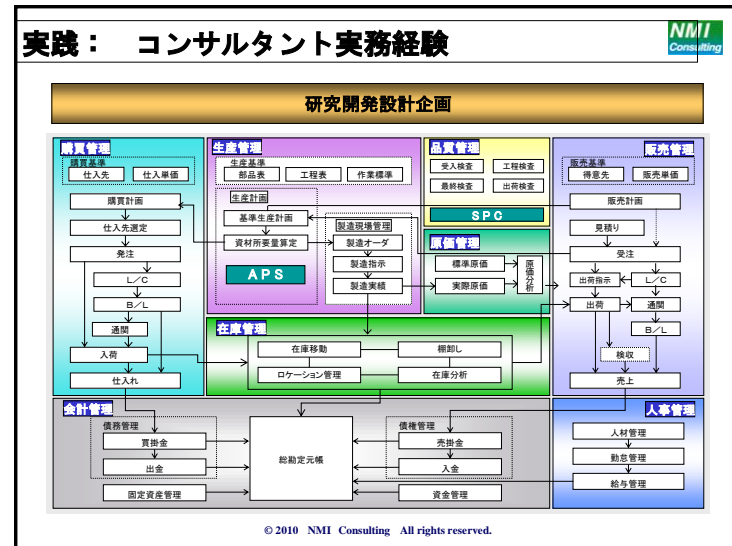 実践： コンサルタント実務経験
NMI
Consulting
研究開発設計企画
購買管理
購買基準
仕入先
仕入単価
購買計画
仕入先選定
発注
L／C
B／L
通関
入荷
仕入れ
生産管理
生産基準
部品表
工程表
作業標準
生産計画
基準生産計画
資材所要量算定
APS
製造現場管理
製造オーダ
製造指示
製造実績
品質管理
受入検査
工程検査
最終検査
出荷検査
SPC
原価管理
標準原価
実際原価
原価分析
販売管理
販売基準
得意先
販売単価
販売計画
見積り
受注
出荷指示
L／C
出荷
通関
B／L
検収
売上
在庫管理
在庫移動
棚卸し
ロケーション管理
在庫分析
会計管理
債務管理
買掛金
出金
固定資産管理
総勘定元帳
債権管理
売掛金
入金
資金管理
人事管理
人材管理
勤怠管理
給与管理
© 2010 NMI Consulting All rights reserved.